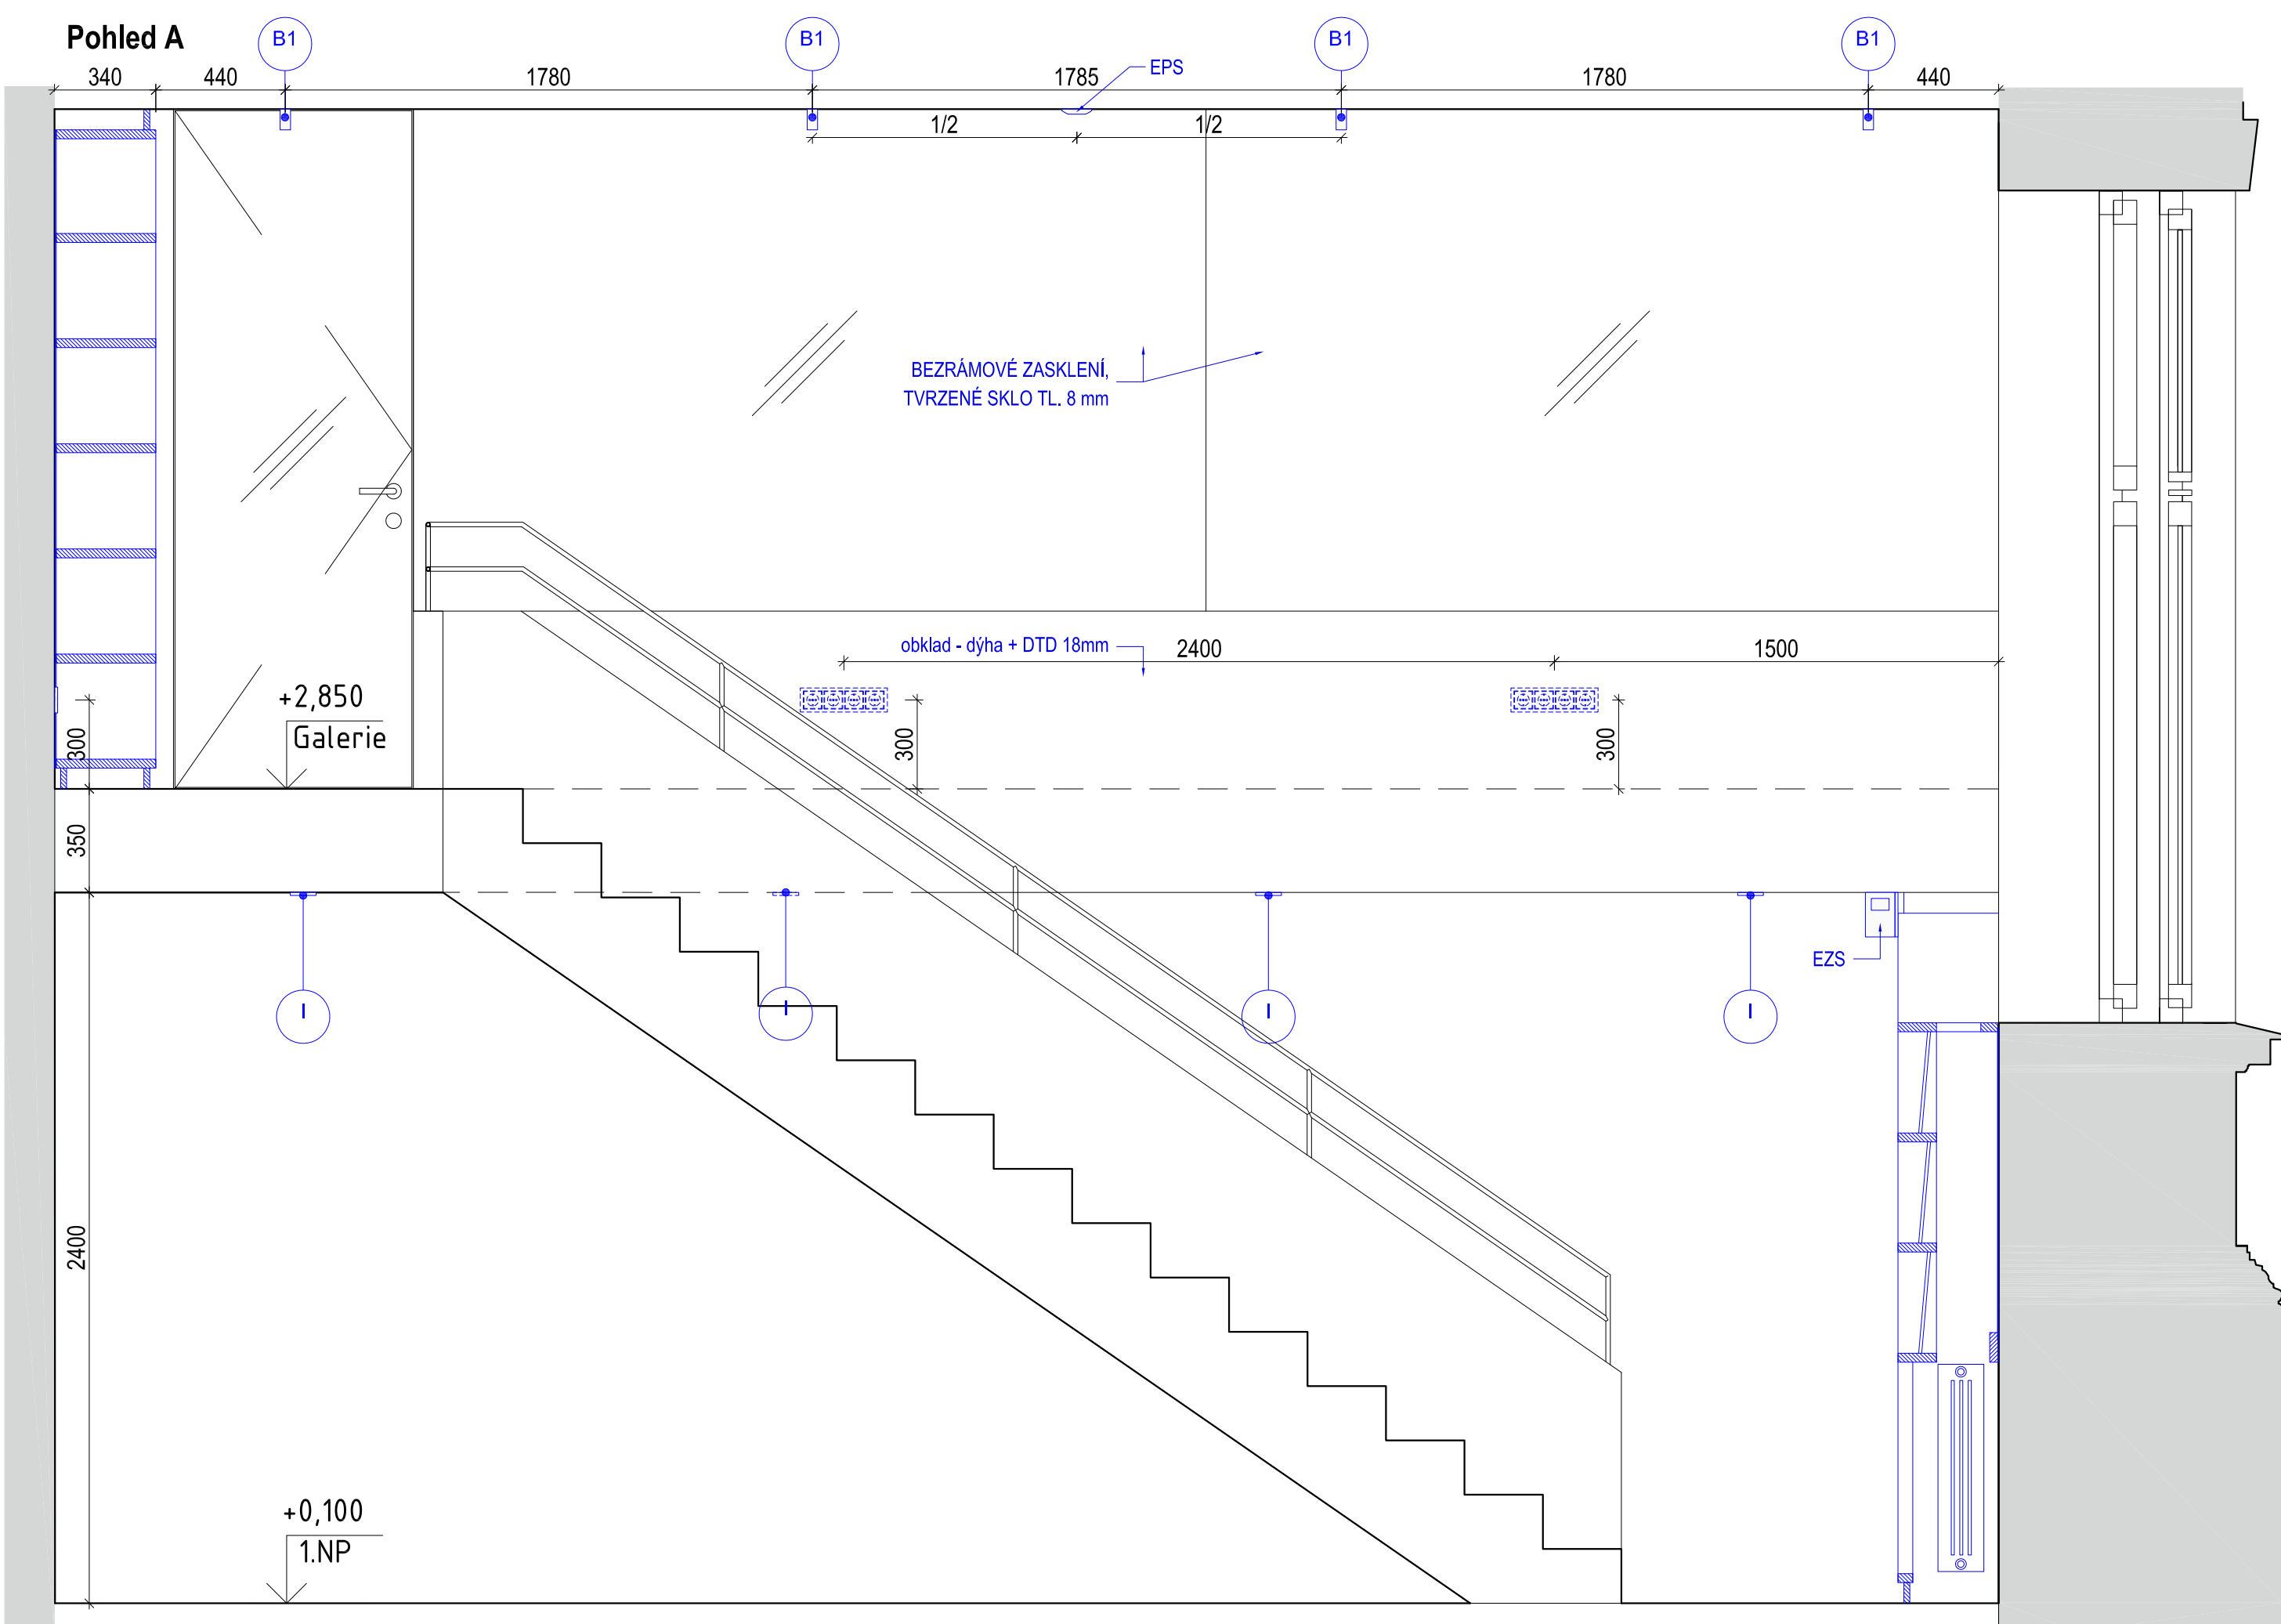 Pohled A
B1
B1
B1
B1
340
440
1780
1785
EPS
1780
440
1/2
1/2
BEZRÁMOVÉ ZASKLENÍ,
TVRZENÉ SKLO TL. 8 mm
obklad - dýha + DTD 18mm
2400
1500
+2,850
Galerie
300
300
300
350
EZS
I
I
I
I
2400
+0,100
1.NP